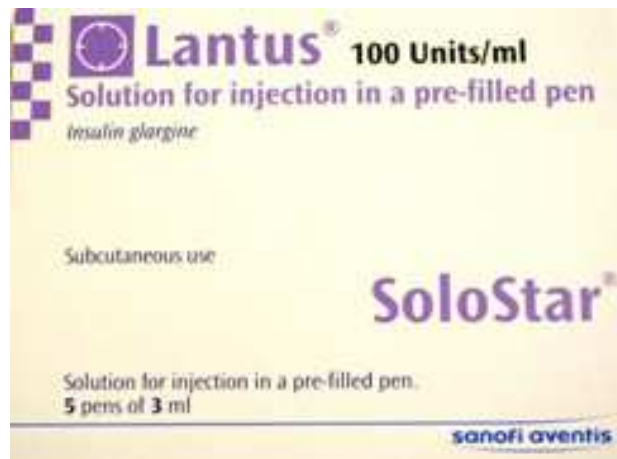 Lantus® 100 Units/ml
Solution for injection in a pre-filled pen
Insulin glargine
Subcutaneous use
SoloStar®
Solution for injection in a pre-filled pen.
5 pens of 3 ml
sanofi aventis